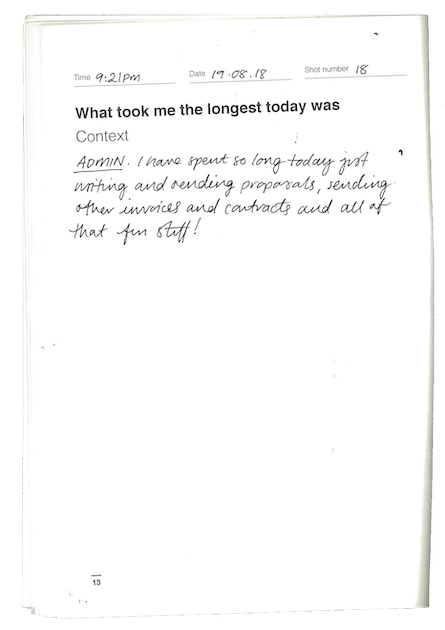 Time 9:21PM Date 19.08.18 Shot number 18
What took me the longest today was
Context
ADMIN. I have spent so long today just
writing and sending proposals, sending
other invoices and contracts and all of
that fun stuff!
13